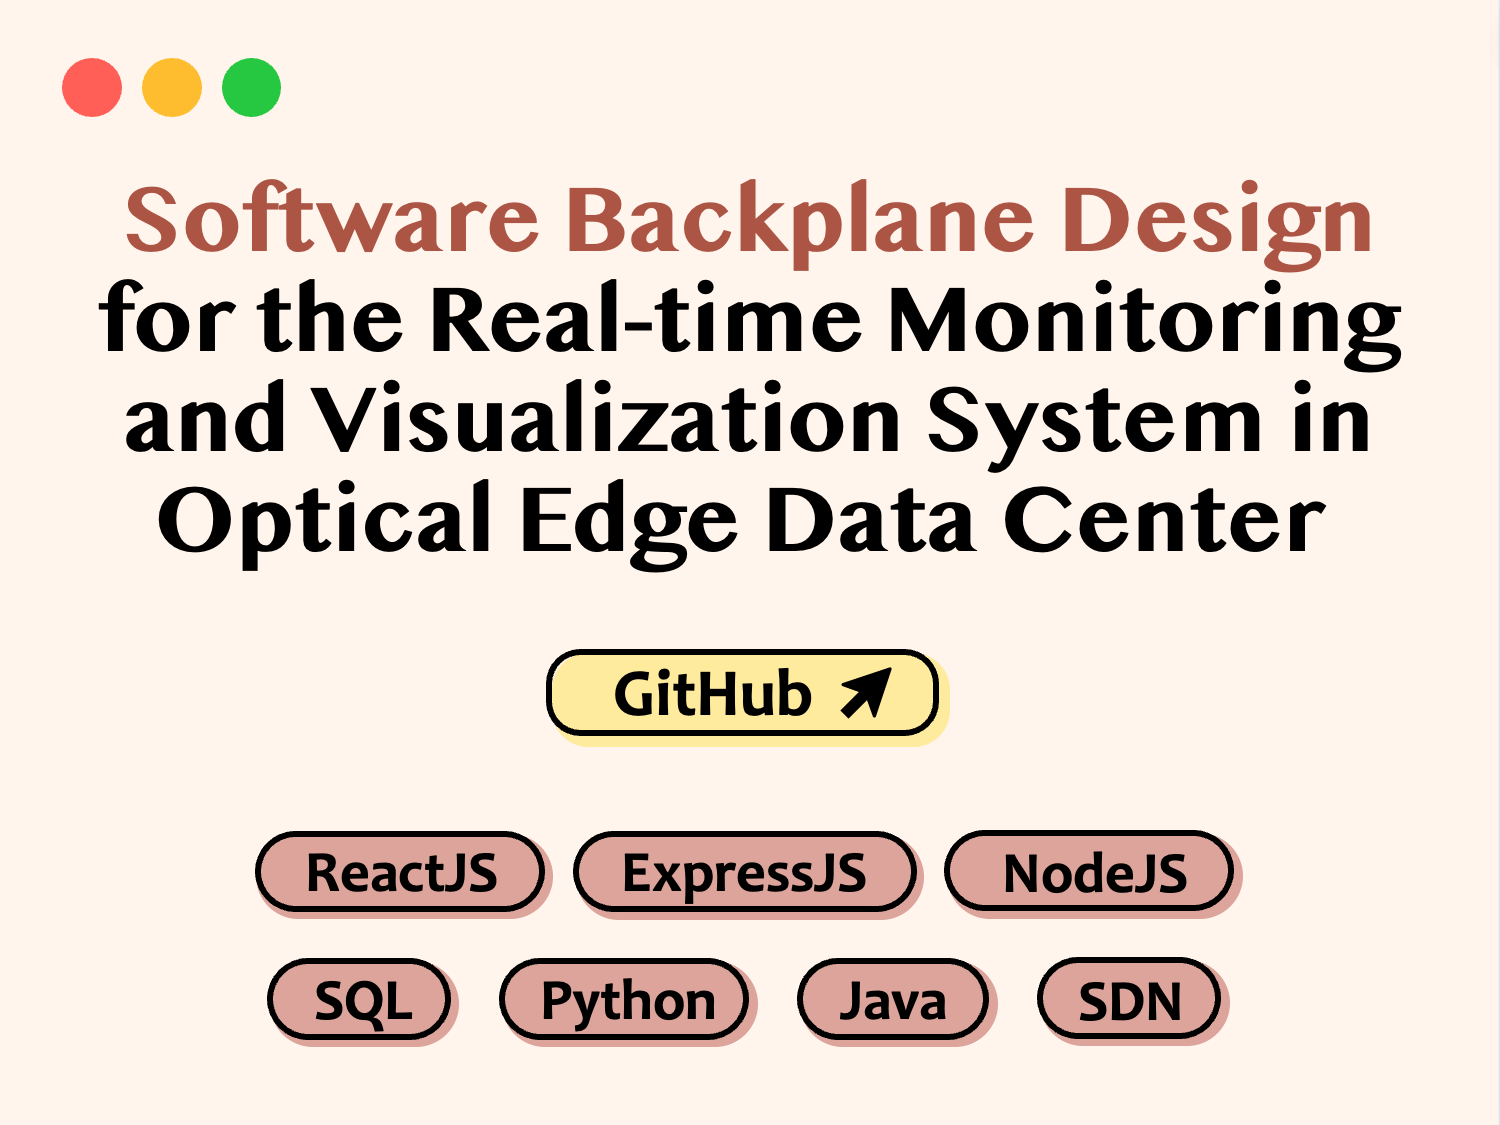 Software Backplane Design
for the Real-time Monitoring
and Visualization System in
Optical Edge Data Center
GitHub
ReactJS ExpressJS NodeJS
SQL Python Java SDN